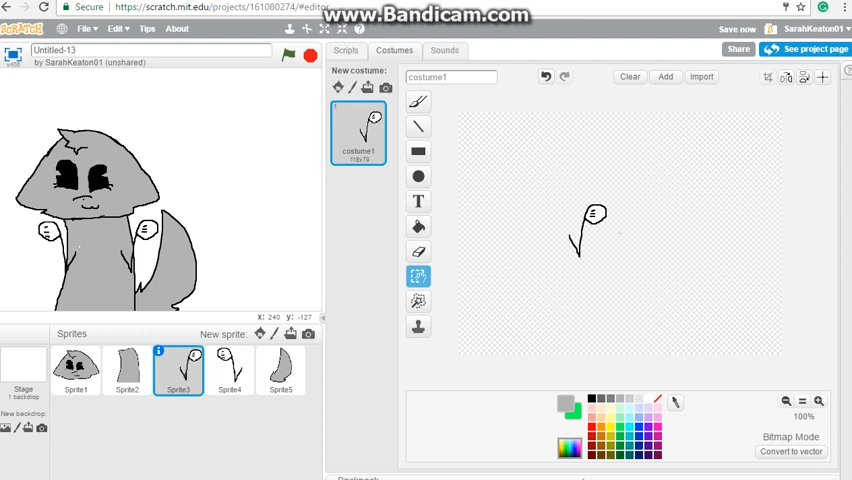 Secure https://scratch.mit.edu/projects/161080274/#editor
www.Bandicam.com
SCRATCH File Edit Tips About Save now SarahKeaton01
Untitled-13
by SarahKeaton01 (unshared)
v456
Scripts Costumes Sounds Share See project page
New costume:
costume1 Clear Add Import
1
costume1
118x79
T
x: 240 y: -127
Sprites New sprite:
Stage
1 backdrop
New backdrop:
Sprite1 Sprite2 Sprite3 Sprite4 Sprite5
100%
Bitmap Mode
Convert to vector
Backpack